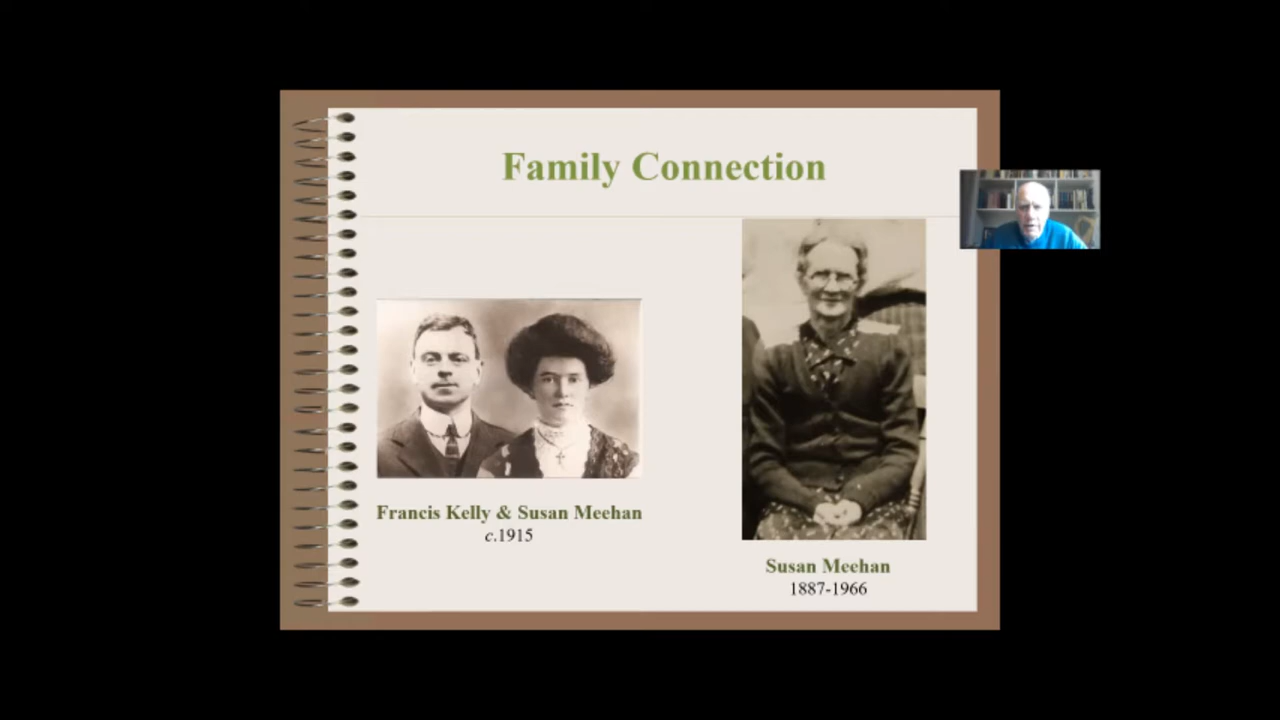 Family Connection
Francis Kelly & Susan Meehan
c.1915
Susan Meehan
1887-1966